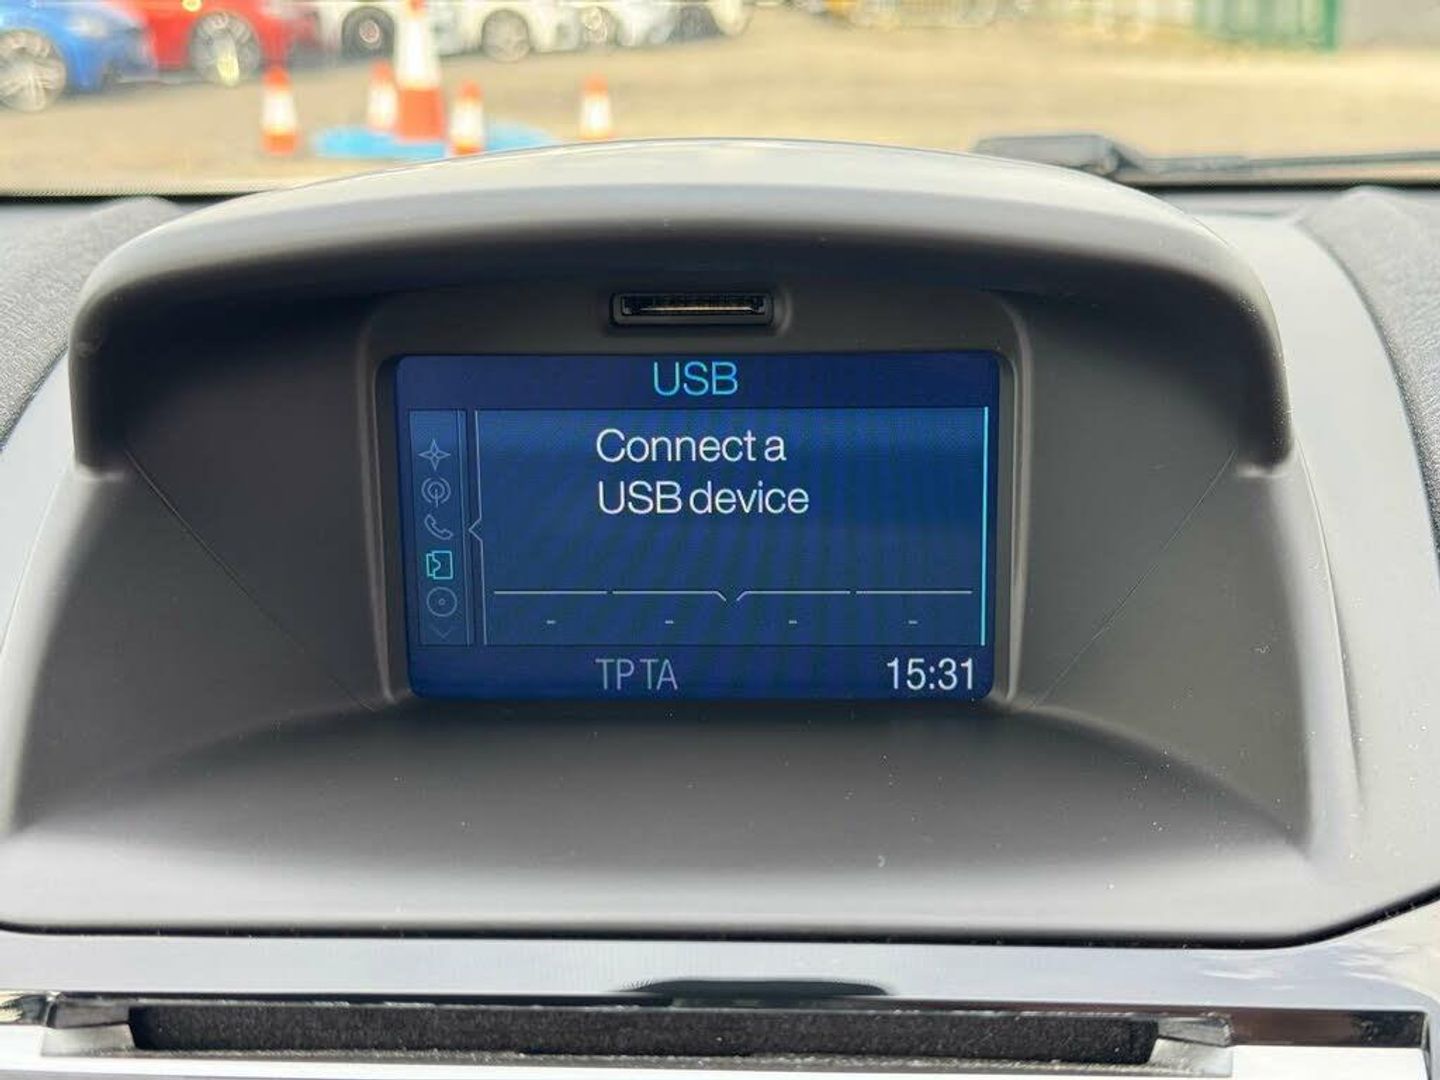 USB
Connect a
USB device
- - - -
TP TA 15:31